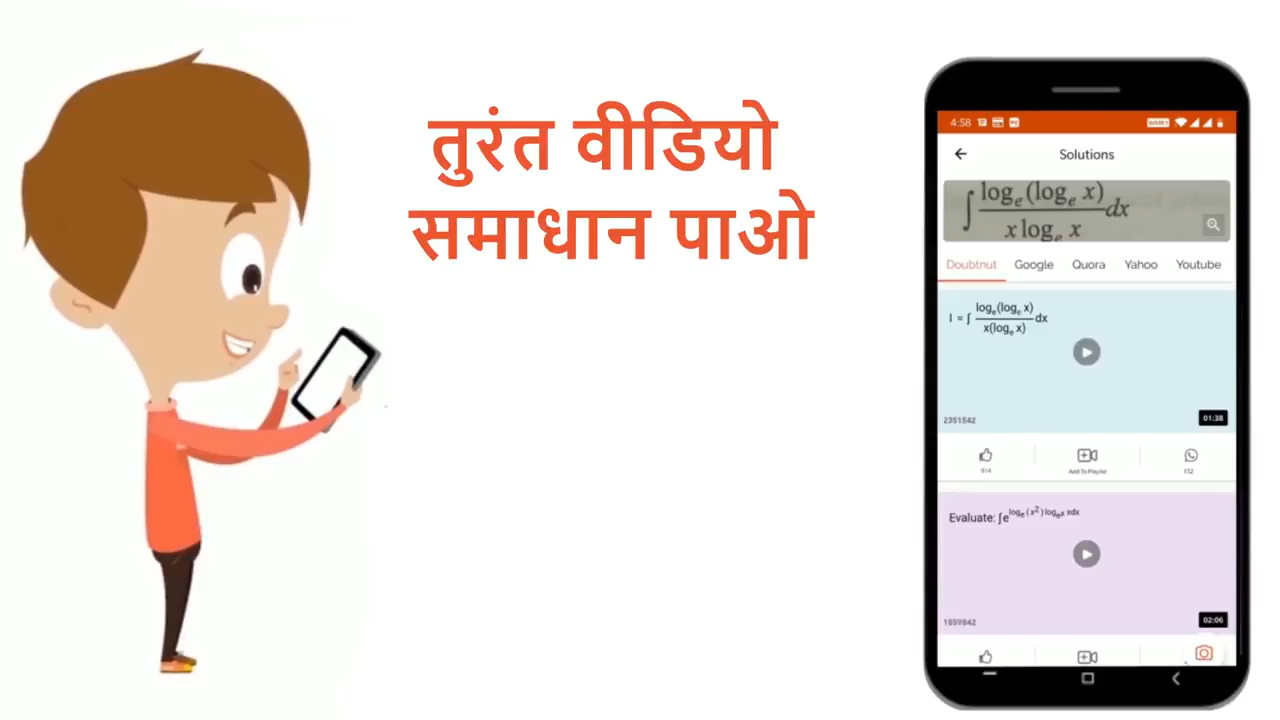 तुरंत वीडियो
समाधान पाओ
4:58
Solutions
∫ logₑ(logₑ x) / x logₑ x dx
Doubtnut Google Quora Yahoo Youtube
I = ∫ logₑ(logₑ x) / x(logₑ x) dx
2351542 01:38
914 Add To Playlist 152
Evaluate: ∫e^logₑ(x²)logₑx xdx
1859842 02:06